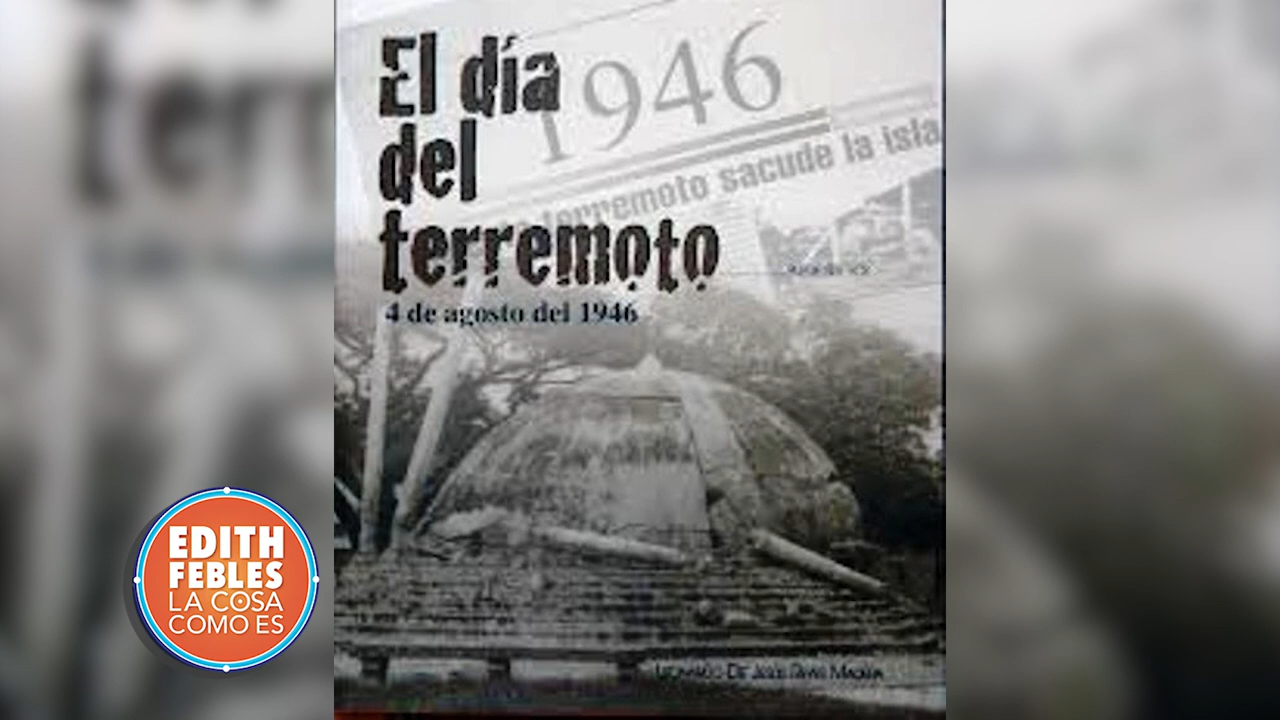 El día
del
terremoto
4 de agosto del 1946
1946
terremoto sacude la isla
EDITH
FEBLES
LA COSA
COMO ES